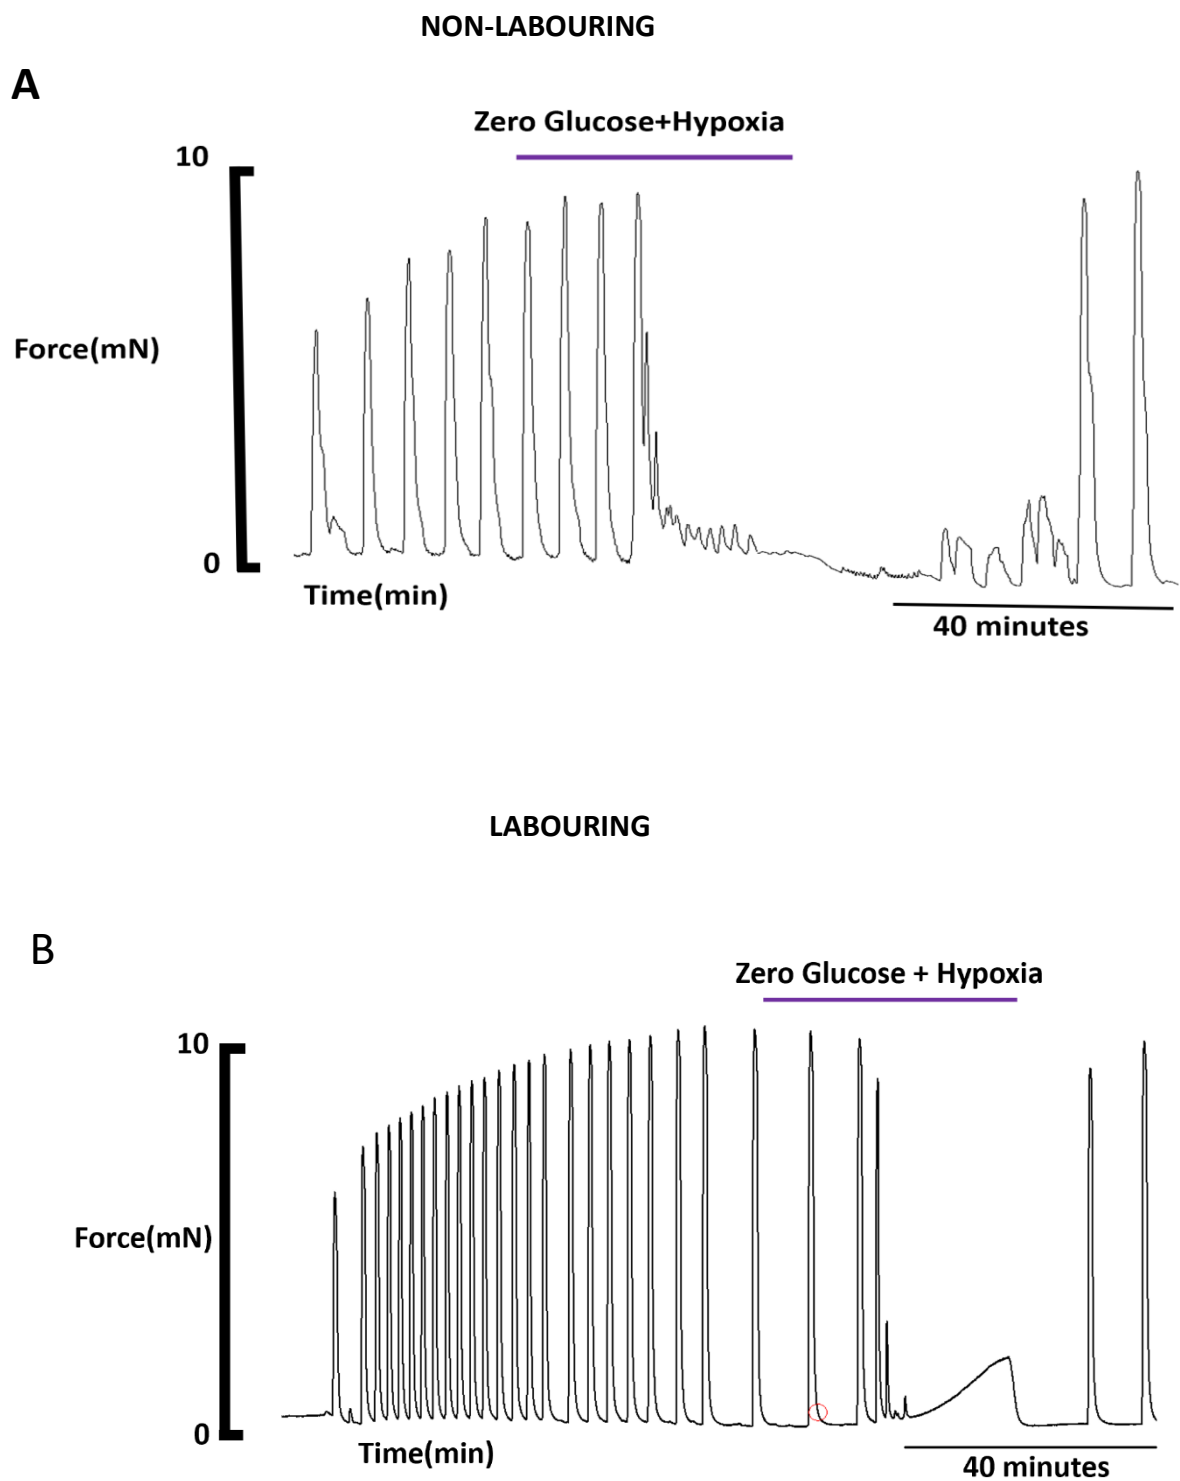 NON-LABOURING
A
Zero Glucose+Hypoxia
10
Force(mN)
0
Time(min)
40 minutes
LABOURING
B
Zero Glucose + Hypoxia
10
Force(mN)
0
Time(min)
40 minutes